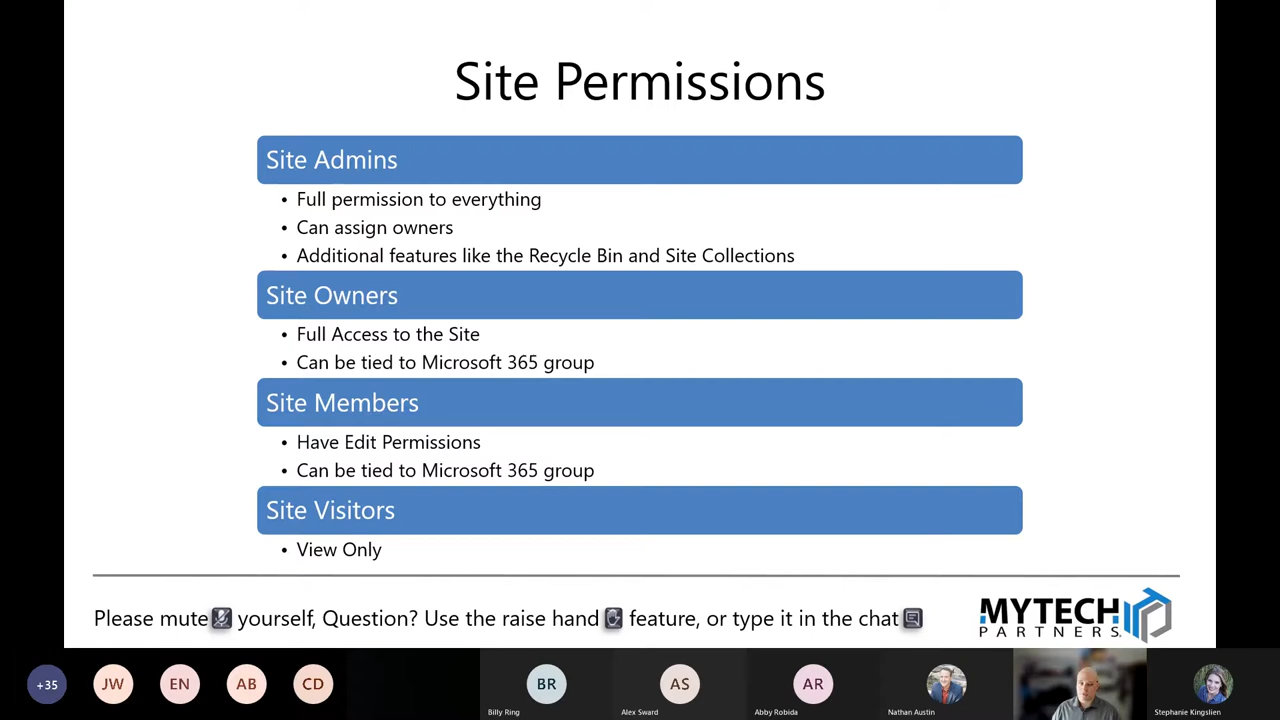 Site Permissions
Site Admins
• Full permission to everything
• Can assign owners
• Additional features like the Recycle Bin and Site Collections
Site Owners
• Full Access to the Site
• Can be tied to Microsoft 365 group
Site Members
• Have Edit Permissions
• Can be tied to Microsoft 365 group
Site Visitors
• View Only
Please mute yourself, Question? Use the raise hand feature, or type it in the chat
MYTECH
PARTNERS
+35 JW EN AB CD BR AS AR
Billy Ring Alex Sward Abby Robida Nathan Austin Stephanie Kingslien